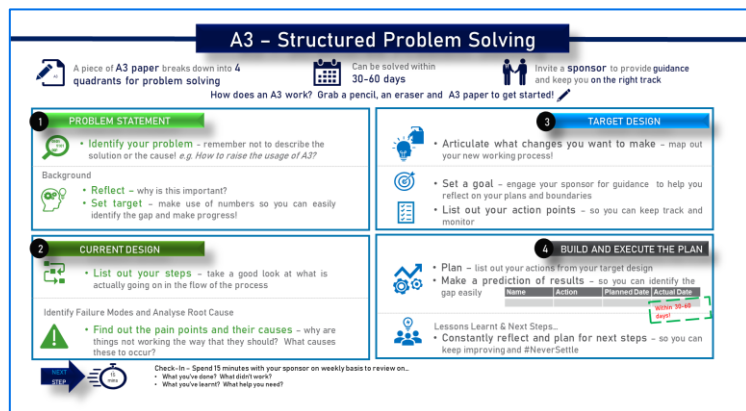 A3 – Structured Problem Solving
A piece of A3 paper breaks down into 4
quadrants for problem solving
Can be solved within
30-60 days
Invite a sponsor to provide guidance
and keep you on the right track
How does an A3 work? Grab a pencil, an eraser and A3 paper to get started!
1 PROBLEM STATEMENT
• Identify your problem – remember not to describe
the solution or the cause! e.g. How to raise the usage of A3?
Background
• Reflect – why is this important?
• Set target – make use of numbers so you can easily
identify the gap and make progress!
2 CURRENT DESIGN
• List out your steps – take a good look at what is
actually going on in the flow of the process
Identify Failure Modes and Analyse Root Cause
• Find out the pain points and their causes – why are
things not working the way that they should? What causes
these to occur?
3 TARGET DESIGN
• Articulate what changes you want to make – map out
your new working process!
• Set a goal – engage your sponsor for guidance to help you
reflect on your plans and boundaries
• List out your action points – so you can keep track and
monitor
4 BUILD AND EXECUTE THE PLAN
• Plan – list out your actions from your target design
• Make a prediction of results – so you can identify the
gap easily
Name Action Planned Date Actual Date
Within 30-60
days!
Lessons Learnt & Next Steps...
• Constantly reflect and plan for next steps – so you can
keep improving and #NeverSettle
NEXT
STEP
15
mins
Check-In – Spend 15 minutes with your sponsor on weekly basis to review on...
• What you've done? What didn't work?
• What you've learnt? What help you need?